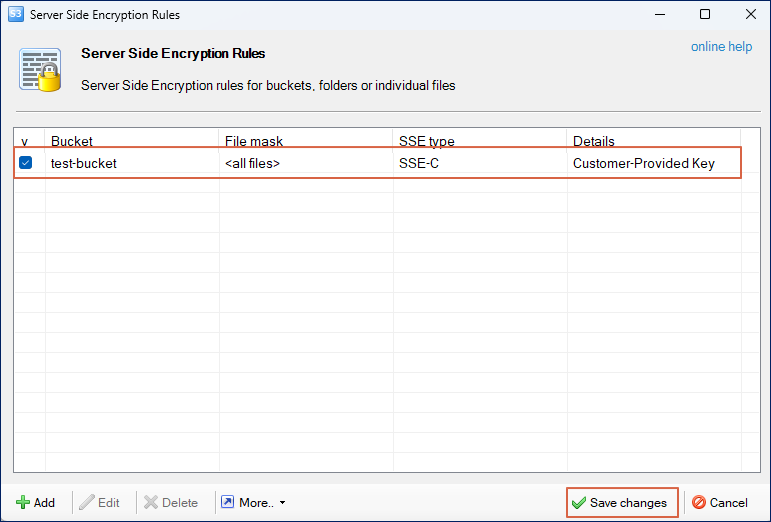 S3 Server Side Encryption Rules
online help
Server Side Encryption Rules
Server Side Encryption rules for buckets, folders or individual files
v Bucket File mask SSE type Details
test-bucket <all files> SSE-C Customer-Provided Key
Add Edit Delete More.. Save changes Cancel